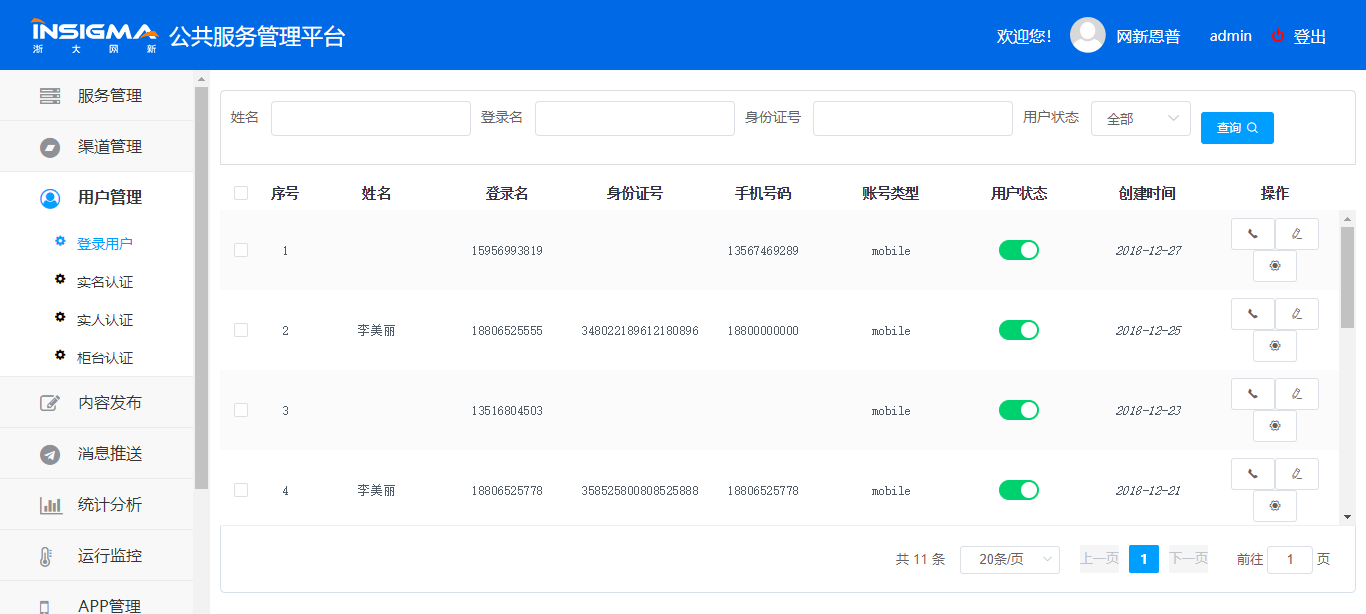 INSIGMA
浙大网新
公共服务管理平台
欢迎您! 网新恩普 admin 登出
服务管理
渠道管理
用户管理
登录用户
实名认证
实人认证
柜台认证
内容发布
消息推送
统计分析
运行监控
APP管理
姓名 登录名 身份证号 用户状态 全部 查询
序号 姓名 登录名 身份证号 手机号码 账号类型 用户状态 创建时间 操作
1 15956993819 13567469289 mobile 2018-12-27
2 李美丽 18806525555 348022189612180896 18800000000 mobile 2018-12-25
3 13516804503 mobile 2018-12-23
4 李美丽 18806525778 358525800808525888 18806525778 mobile 2018-12-21
共 11 条 20条/页 上一页 1 下一页 前往 1 页